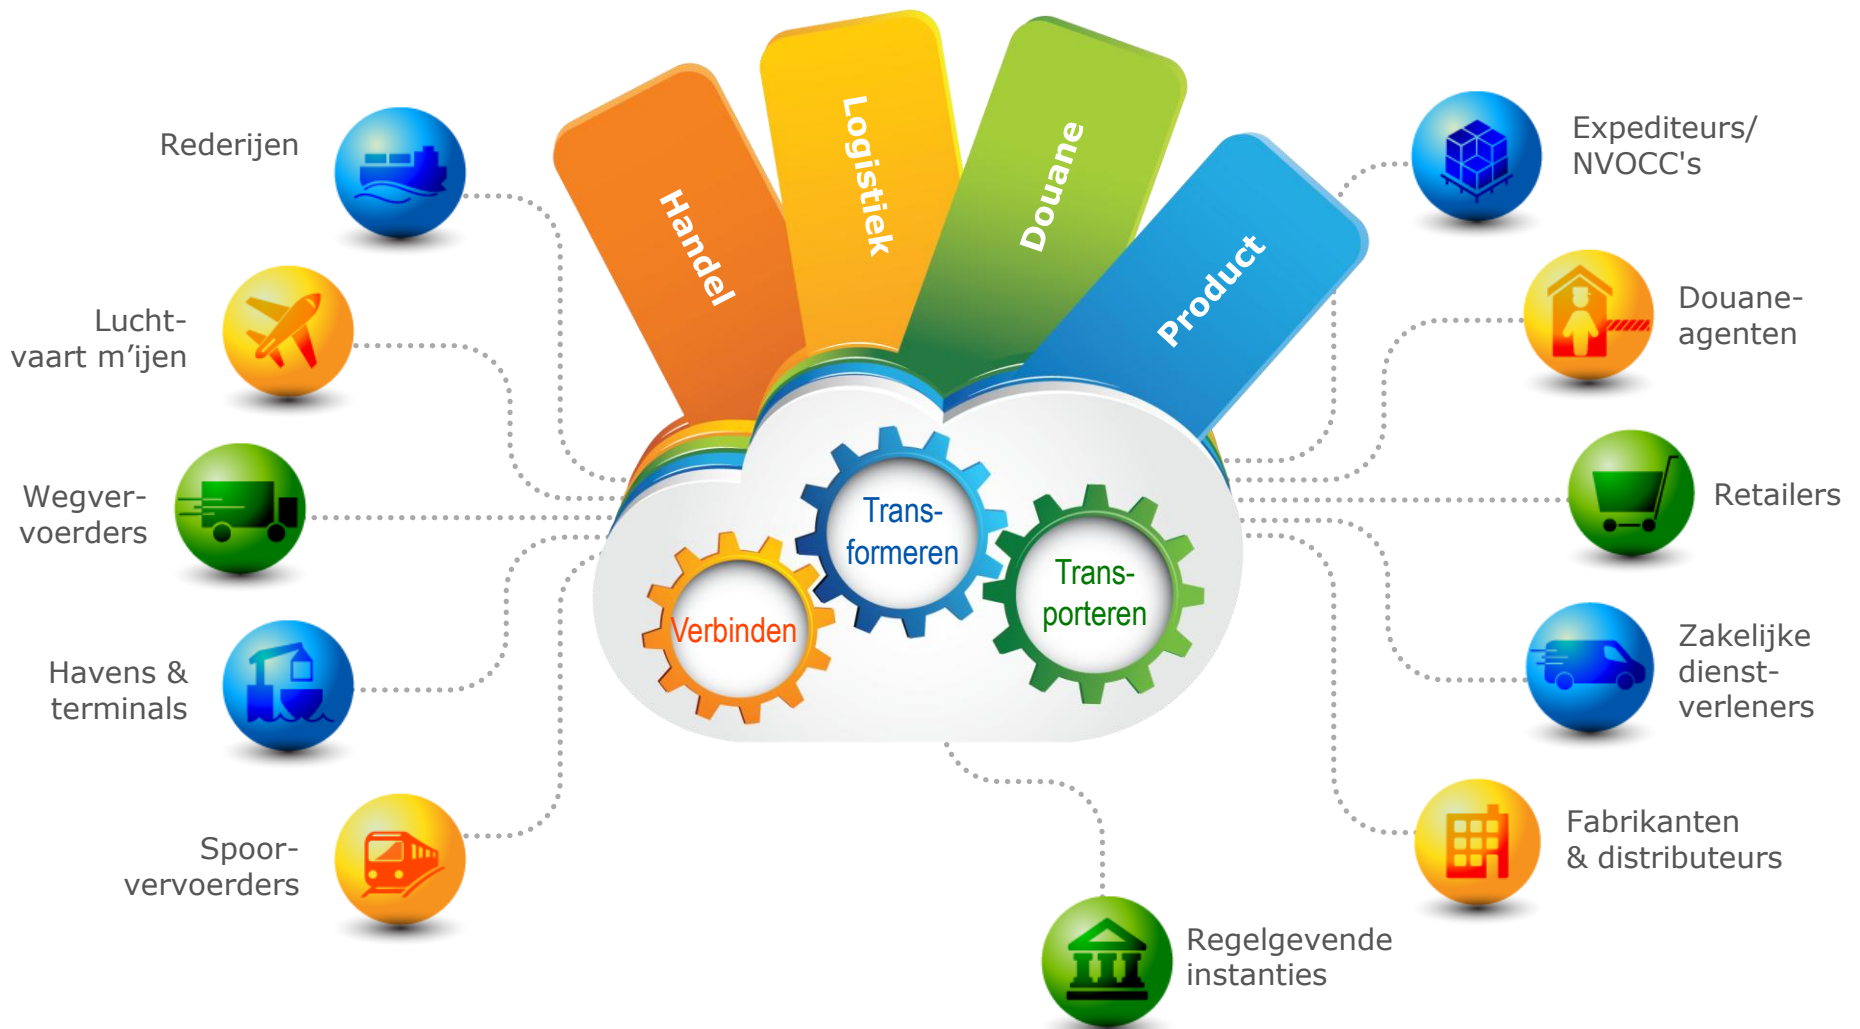 Handel
Logistiek
Douane
Product
Rederijen
Lucht-
vaart m’ijen
Wegver-
voerders
Havens &
terminals
Spoor-
vervoerders
Verbinden
Trans-
formeren
Trans-
porteren
Expediteurs/
NVOCC's
Douane-
agenten
Retailers
Zakelijke
dienst-
verleners
Fabrikanten
& distributeurs
Regelgevende
instanties